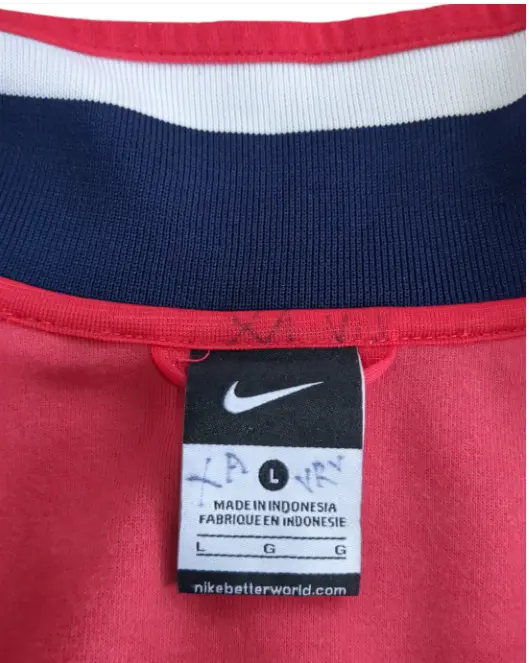 L
MADE IN INDONESIA
FABRIQUE EN INDONESIE
L G G
nikebetterworld.com